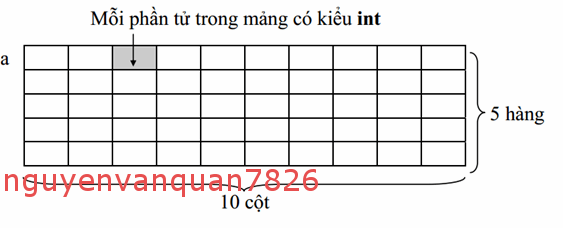 Mỗi phần tử trong mảng có kiểu int
a
5 hàng
nguyenvanquan7826
10 cột